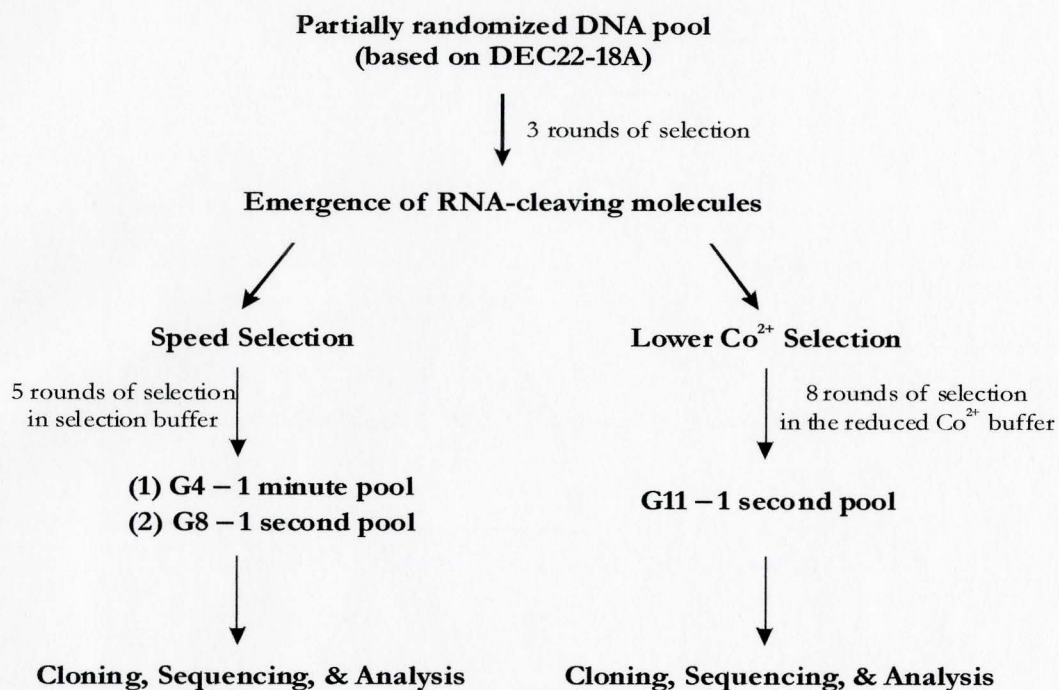 Partially randomized DNA pool
(based on DEC22-18A)
3 rounds of selection
Emergence of RNA-cleaving molecules
Speed Selection
Lower Co²⁺ Selection
5 rounds of selection
in selection buffer
8 rounds of selection
in the reduced Co²⁺ buffer
(1) G4 – 1 minute pool
(2) G8 – 1 second pool
G11 – 1 second pool
Cloning, Sequencing, & Analysis
Cloning, Sequencing, & Analysis